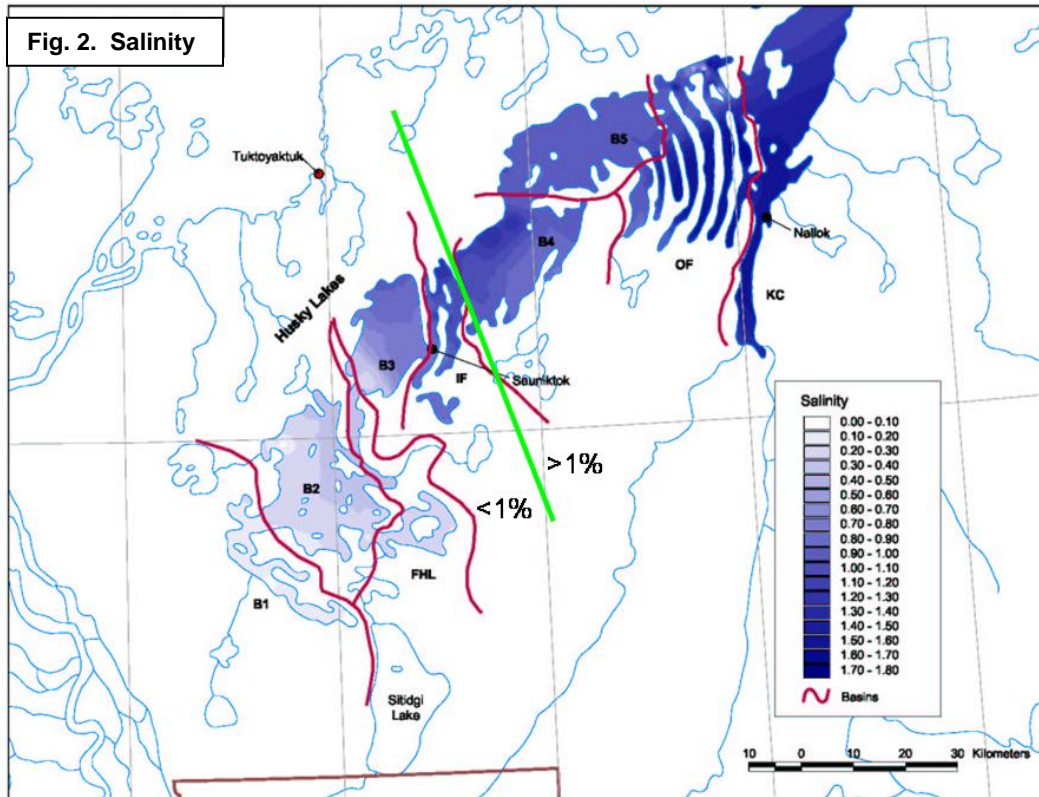 Fig. 2. Salinity
Tuktoyaktuk
B5
B4
Nallok
OF
KC
Husky Lakes
B3
IF
Sauniktok
>1%
<1%
B2
FHL
B1
Sitidgi
Lake
Salinity
0.00 - 0.10
0.10 - 0.20
0.20 - 0.30
0.30 - 0.40
0.40 - 0.50
0.50 - 0.60
0.60 - 0.70
0.70 - 0.80
0.80 - 0.90
0.90 - 1.00
1.00 - 1.10
1.10 - 1.20
1.20 - 1.30
1.30 - 1.40
1.40 - 1.50
1.50 - 1.60
1.60 - 1.70
1.70 - 1.80
Basins
10 0 10 20 30 Kilometers